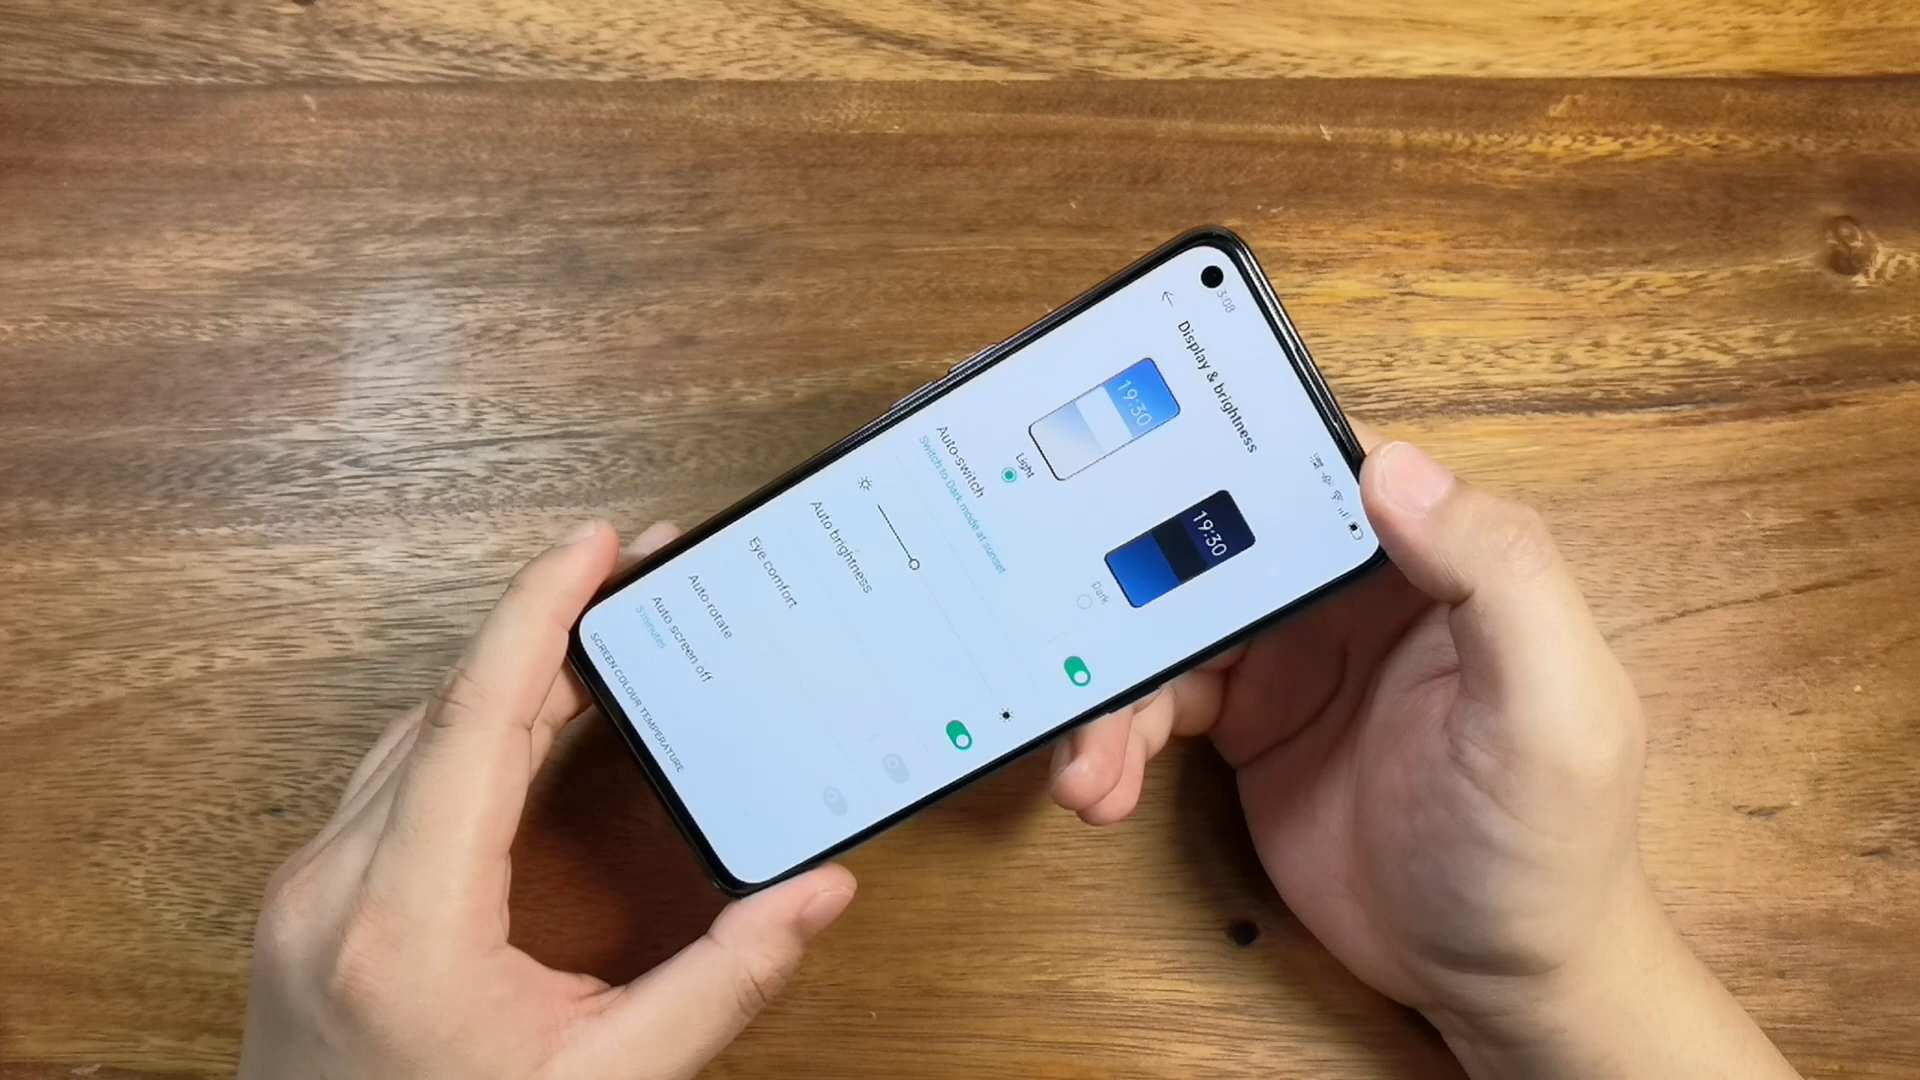 3:08
Display & brightness
19:30
19:30
Light
Dark
Auto-switch
Switch to Dark mode at sunset
Auto brightness
Eye comfort
Auto-rotate
Auto screen off
5 minutes
SCREEN COLOUR TEMPERATURE